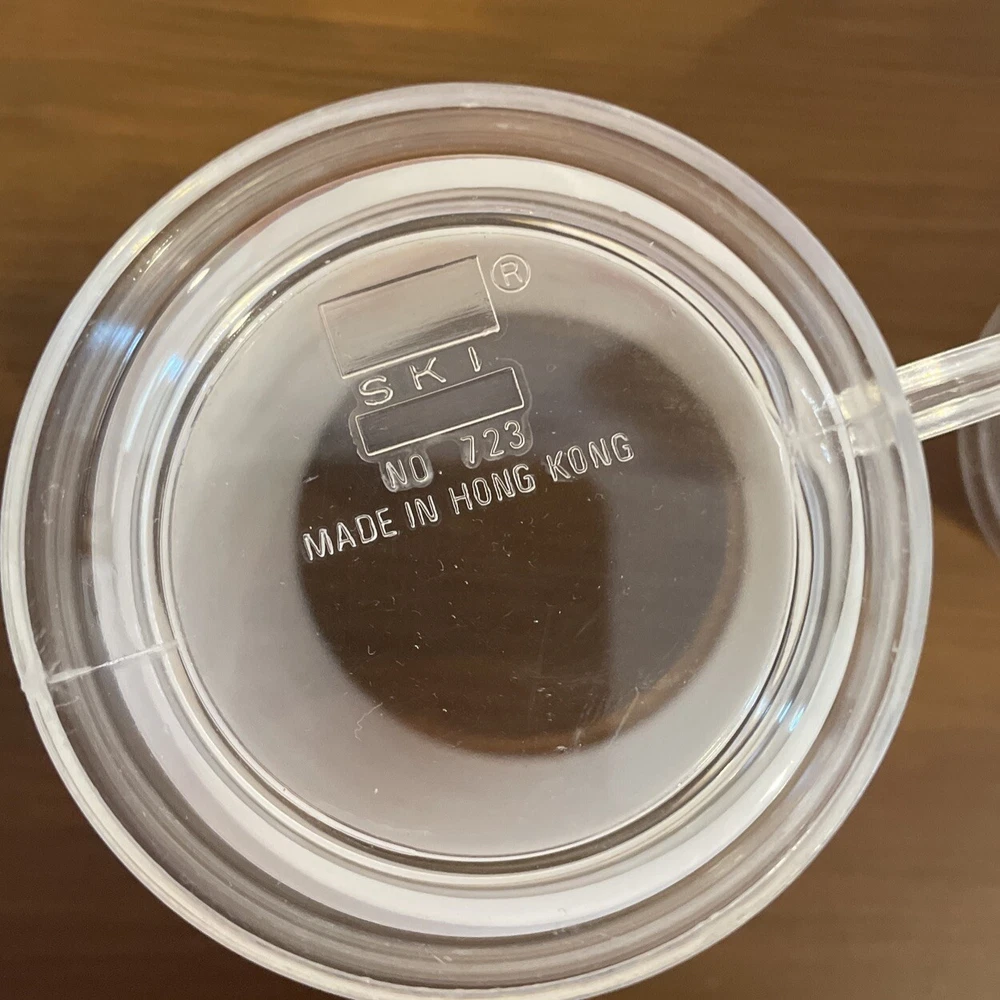 ®
SKI
NO 723
MADE IN HONG KONG